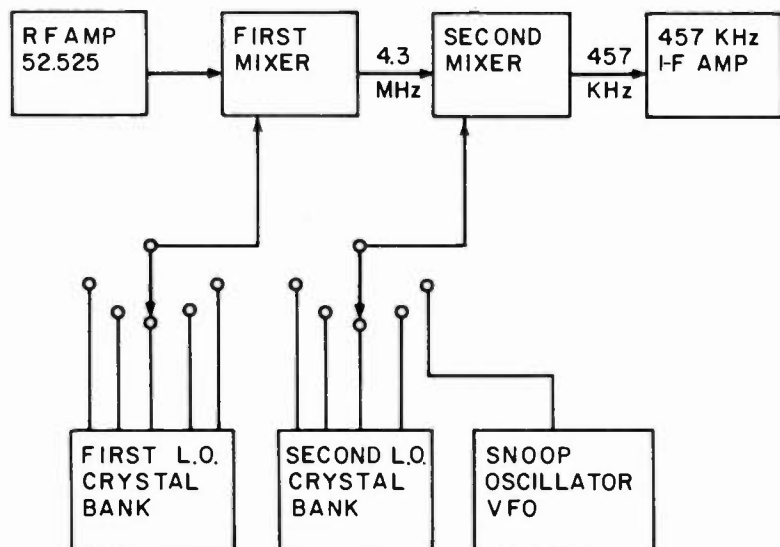 RF AMP
52.525
FIRST
MIXER
4.3
MHz
SECOND
MIXER
457
KHz
457 KHz
I-F AMP
FIRST L.O.
CRYSTAL
BANK
SECOND L.O.
CRYSTAL
BANK
SNOOP
OSCILLATOR
VFO